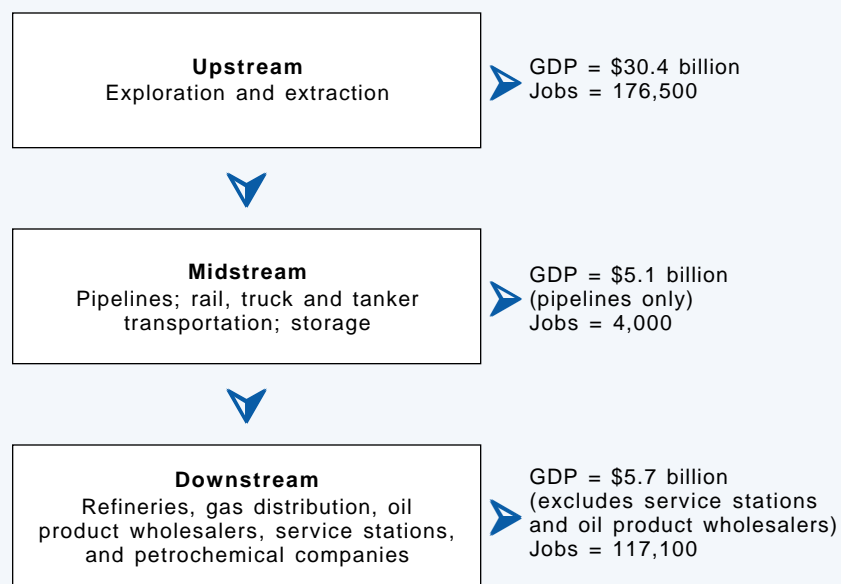 Upstream
Exploration and extraction
GDP = $30.4 billion
Jobs = 176,500
Midstream
Pipelines; rail, truck and tanker
transportation; storage
GDP = $5.1 billion
(pipelines only)
Jobs = 4,000
Downstream
Refineries, gas distribution, oil
product wholesalers, service stations,
and petrochemical companies
GDP = $5.7 billion
(excludes service stations
and oil product wholesalers)
Jobs = 117,100